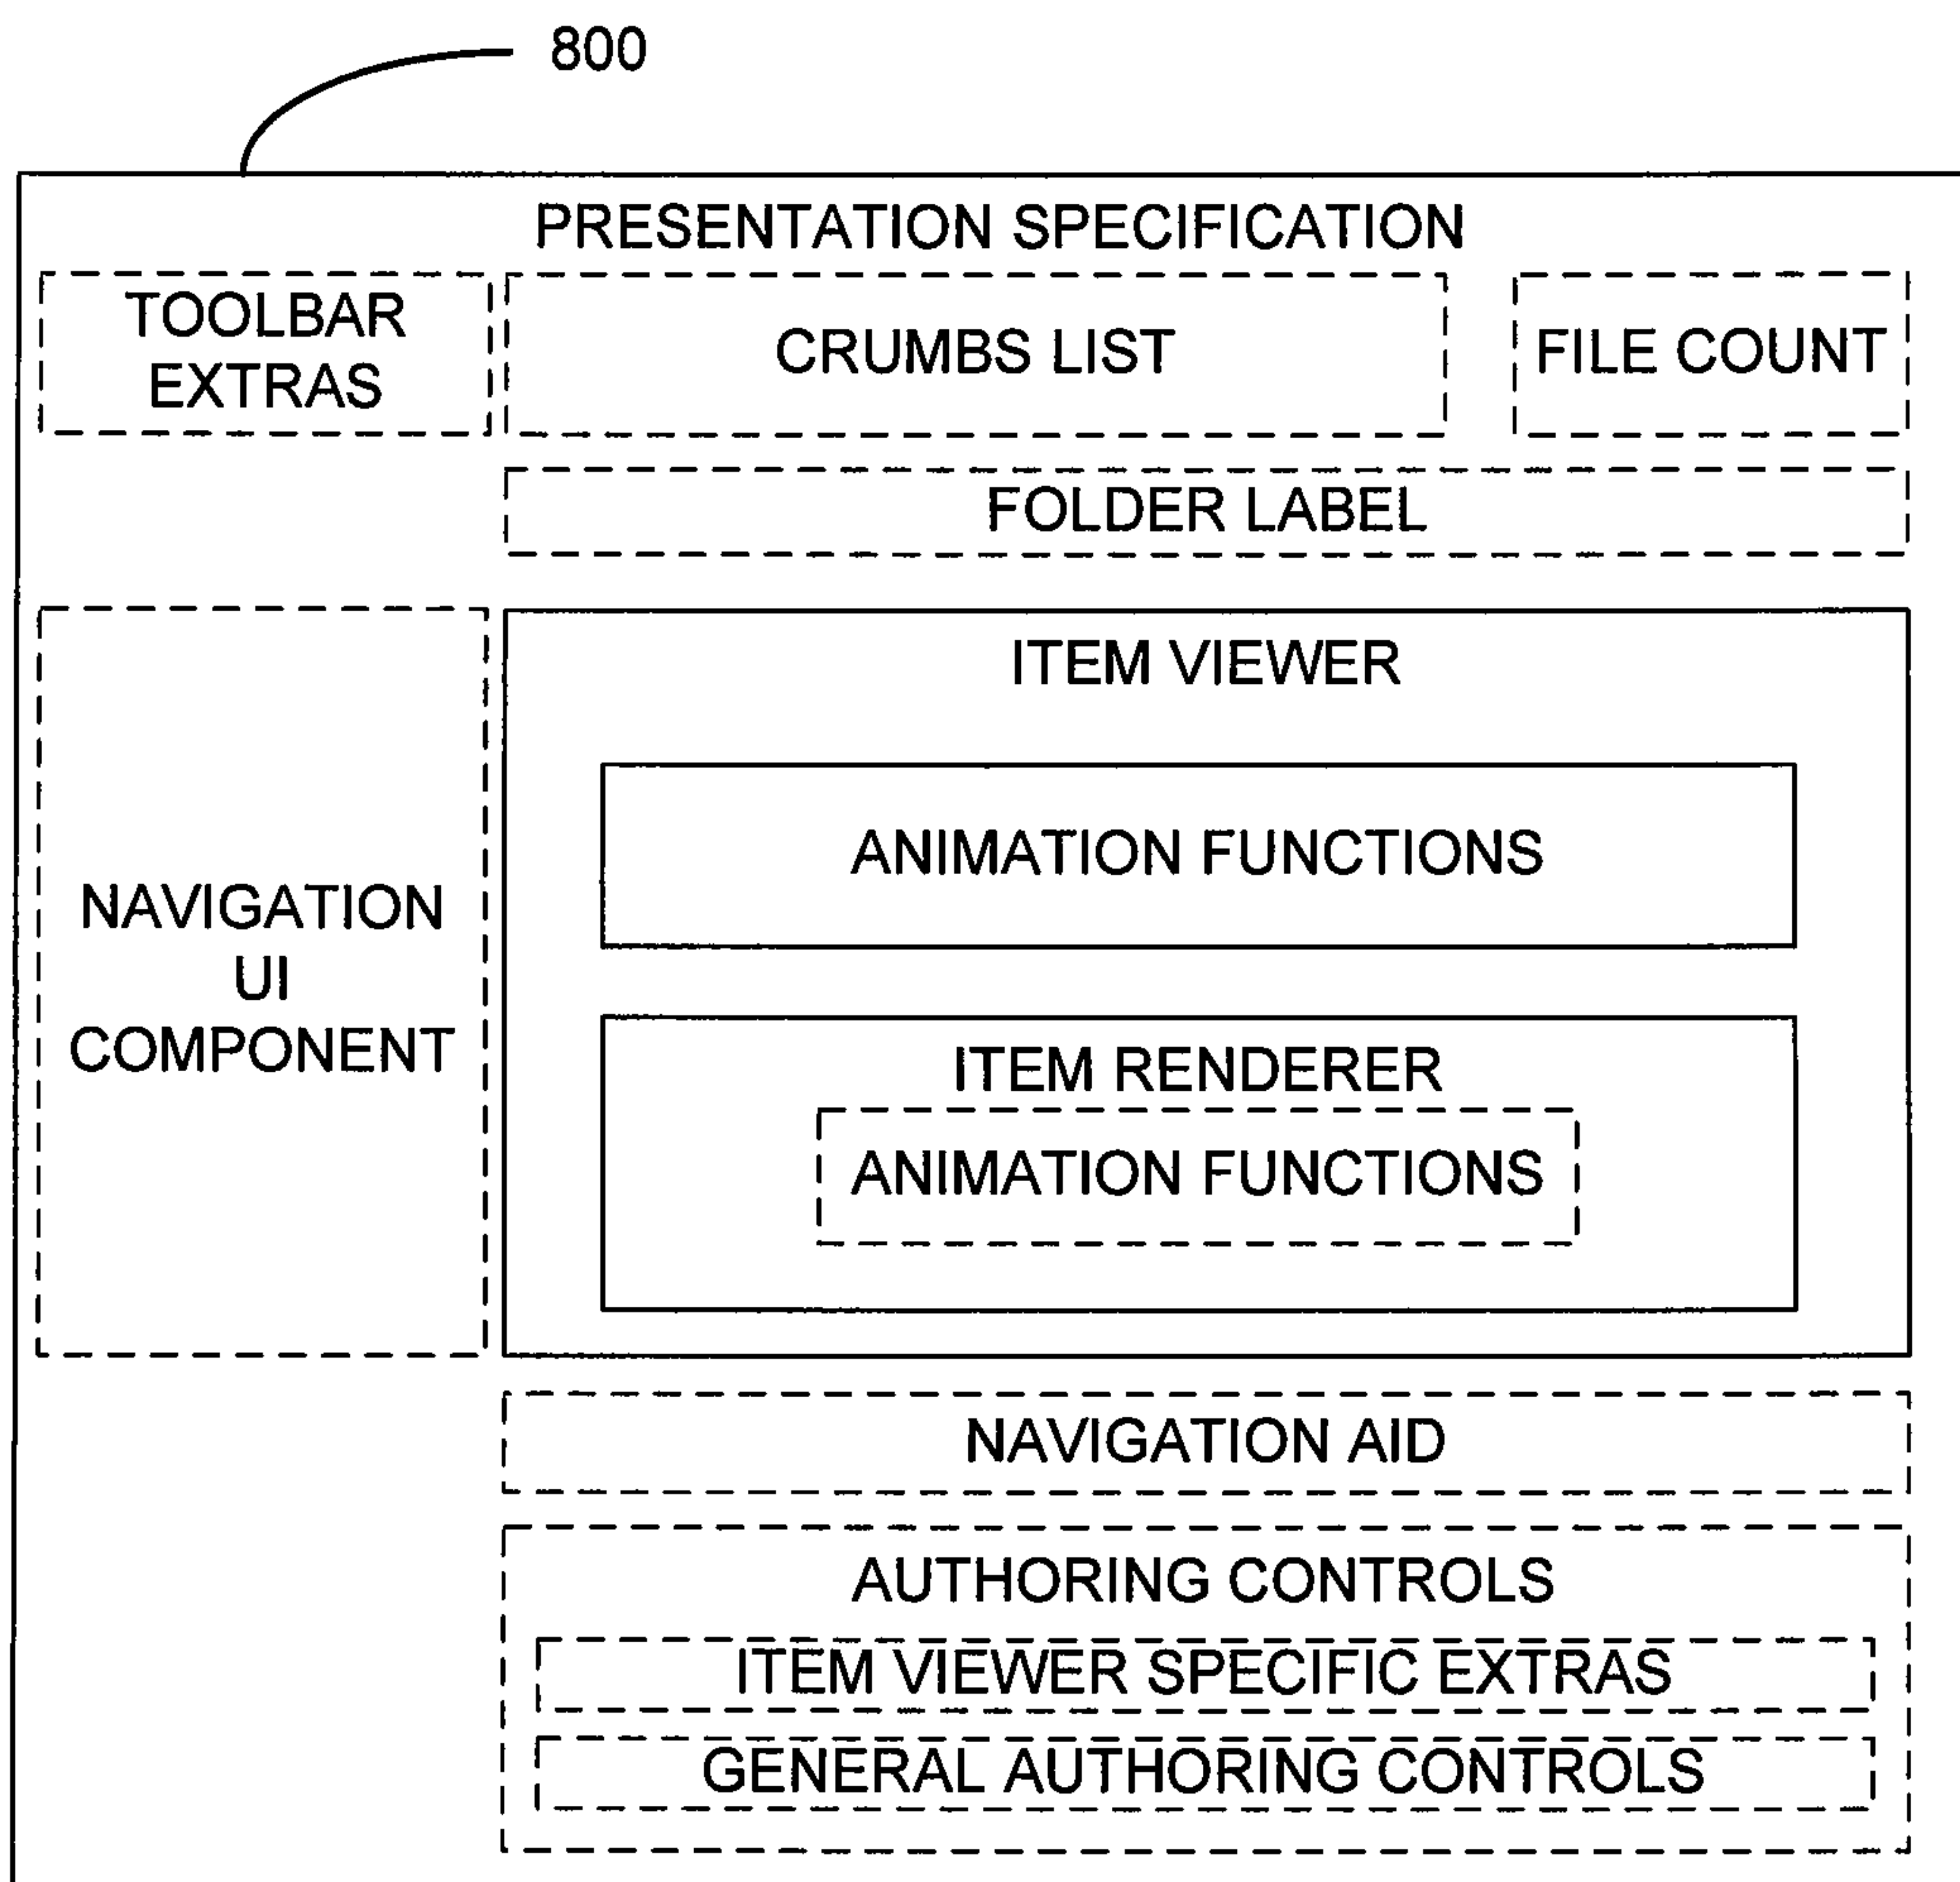 800
PRESENTATION SPECIFICATION
TOOLBAR
EXTRAS
CRUMBS LIST
FILE COUNT
FOLDER LABEL
NAVIGATION
UI
COMPONENT
ITEM VIEWER
ANIMATION FUNCTIONS
ITEM RENDERER
ANIMATION FUNCTIONS
NAVIGATION AID
AUTHORING CONTROLS
ITEM VIEWER SPECIFIC EXTRAS
GENERAL AUTHORING CONTROLS